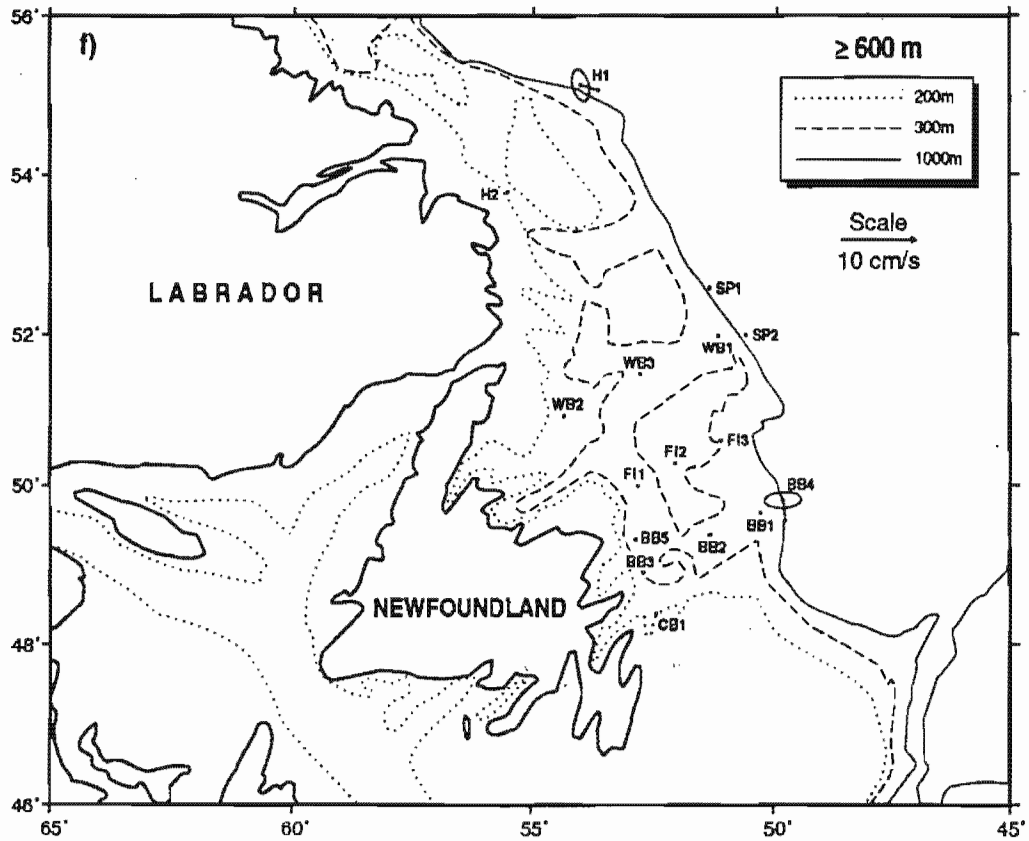 56°
f)
≥ 600 m
H1
200m
300m
1000m
54°
H2
Scale
10 cm/s
LABRADOR
SP1
52°
SP2
WB1
WB3
WB2
FI3
FI2
FI1
50°
BB4
BB1
BB5
BB2
BB3
NEWFOUNDLAND
CB1
48°
46°
65° 60° 55° 50° 45°